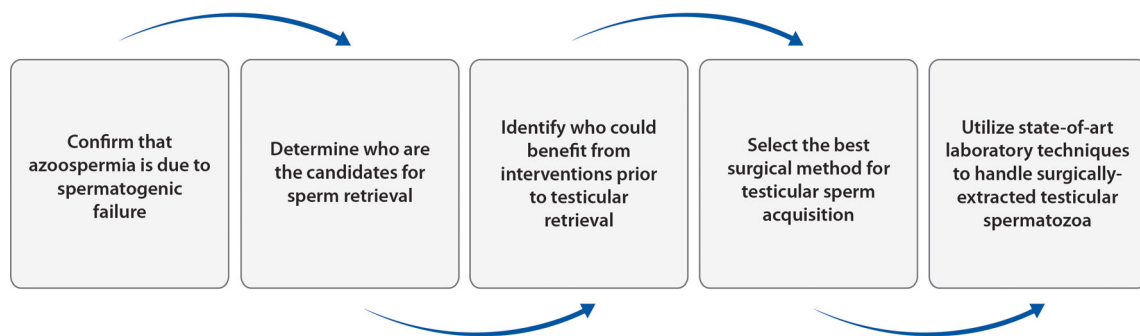 Confirm that
azoospermia is due to
spermatogenic
failure
Determine who are
the candidates for
sperm retrieval
Identify who could
benefit from
interventions prior
to testicular
retrieval
Select the best
surgical method for
testicular sperm
acquisition
Utilize state-of-art
laboratory techniques
to handle surgically-
extracted testicular
spermatozoa